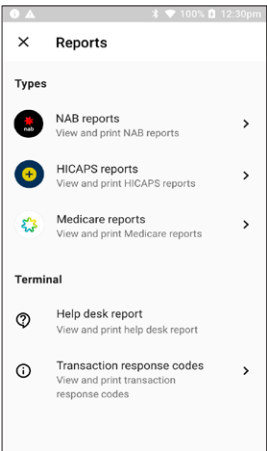 100% 12:30pm
Reports
Types
nab
NAB reports
View and print NAB reports
HICAPS reports
View and print HICAPS reports
Medicare reports
View and print Medicare reports
Terminal
Help desk report
View and print help desk report
Transaction response codes
View and print transaction
response codes